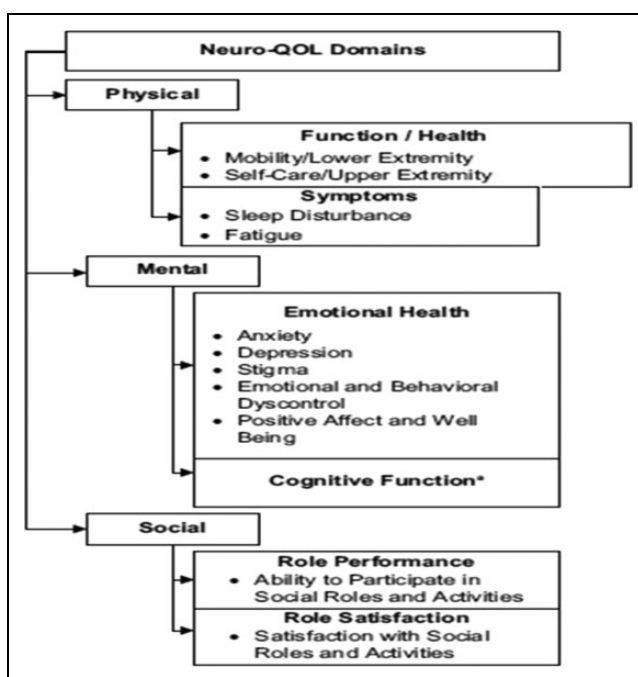 Neuro-QOL Domains
Physical
Function / Health
• Mobility/Lower Extremity
• Self-Care/Upper Extremity
Symptoms
• Sleep Disturbance
• Fatigue
Mental
Emotional Health
• Anxiety
• Depression
• Stigma
• Emotional and Behavioral
Dyscontrol
• Positive Affect and Well
Being
Cognitive Function*
Social
Role Performance
• Ability to Participate in
Social Roles and Activities
Role Satisfaction
• Satisfaction with Social
Roles and Activities